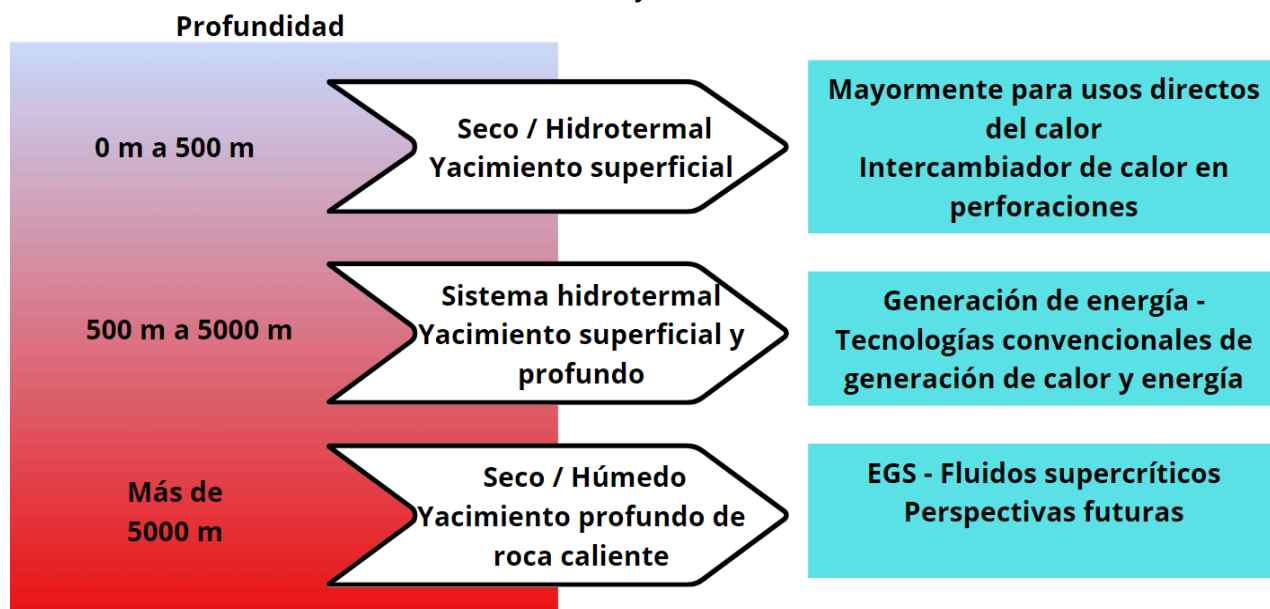 Profundidad
0 m a 500 m
Seco / Hidrotermal
Yacimiento superficial
Mayormente para usos directos
del calor
Intercambiador de calor en
perforaciones
500 m a 5000 m
Sistema hidrotermal
Yacimiento superficial y
profundo
Generación de energía -
Tecnologías convencionales de
generación de calor y energía
Más de
5000 m
Seco / Húmedo
Yacimiento profundo de
roca caliente
EGS - Fluidos supercríticos
Perspectivas futuras